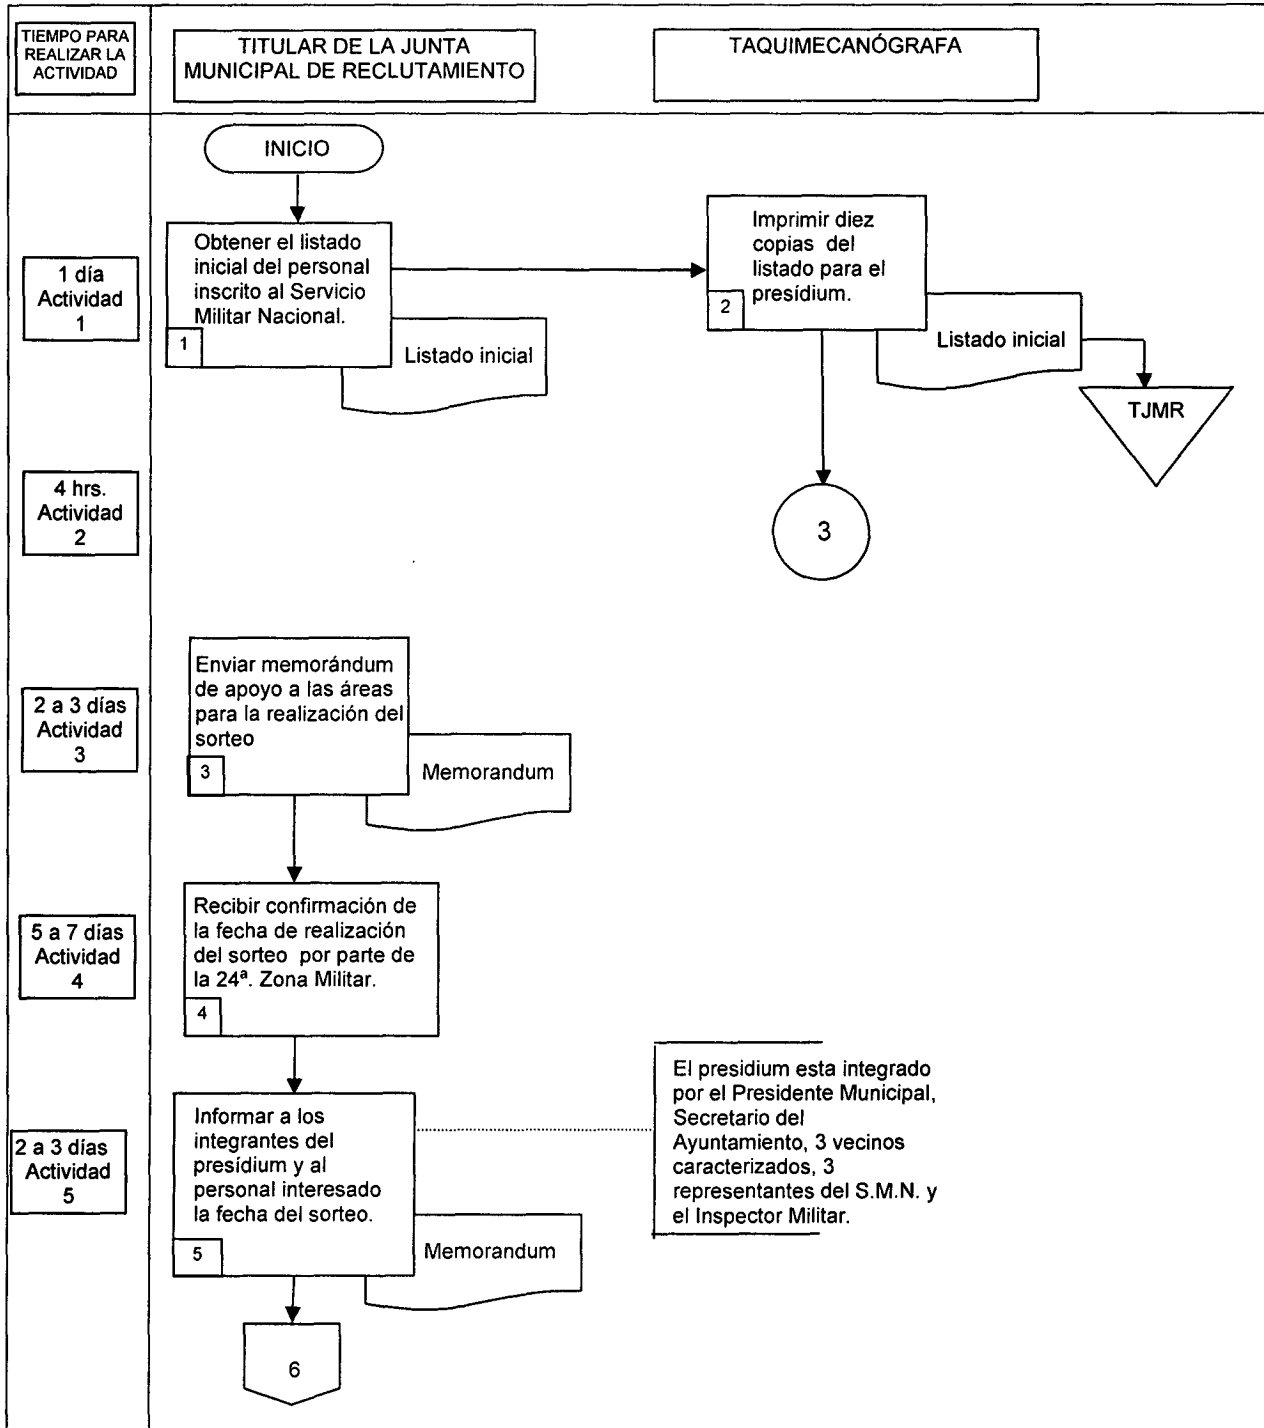 TIEMPO PARA
REALIZAR LA
ACTIVIDAD
TITULAR DE LA JUNTA
MUNICIPAL DE RECLUTAMIENTO
TAQUIMECANÓGRAFA
INICIO
1 día
Actividad
1
Obtener el listado
inicial del personal
inscrito al Servicio
Militar Nacional.
1
Listado inicial
Imprimir diez
copias del
listado para el
presídium.
2
Listado inicial
TJMR
4 hrs.
Actividad
2
3
2 a 3 días
Actividad
3
Enviar memorándum
de apoyo a las áreas
para la realización del
sorteo
3
Memorandum
5 a 7 días
Actividad
4
Recibir confirmación de
la fecha de realización
del sorteo por parte de
la 24ª. Zona Militar.
4
2 a 3 días
Actividad
5
Informar a los
integrantes del
presídium y al
personal interesado
la fecha del sorteo.
5
Memorandum
El presidium esta integrado
por el Presidente Municipal,
Secretario del
Ayuntamiento, 3 vecinos
caracterizados, 3
representantes del S.M.N. y
el Inspector Militar.
6